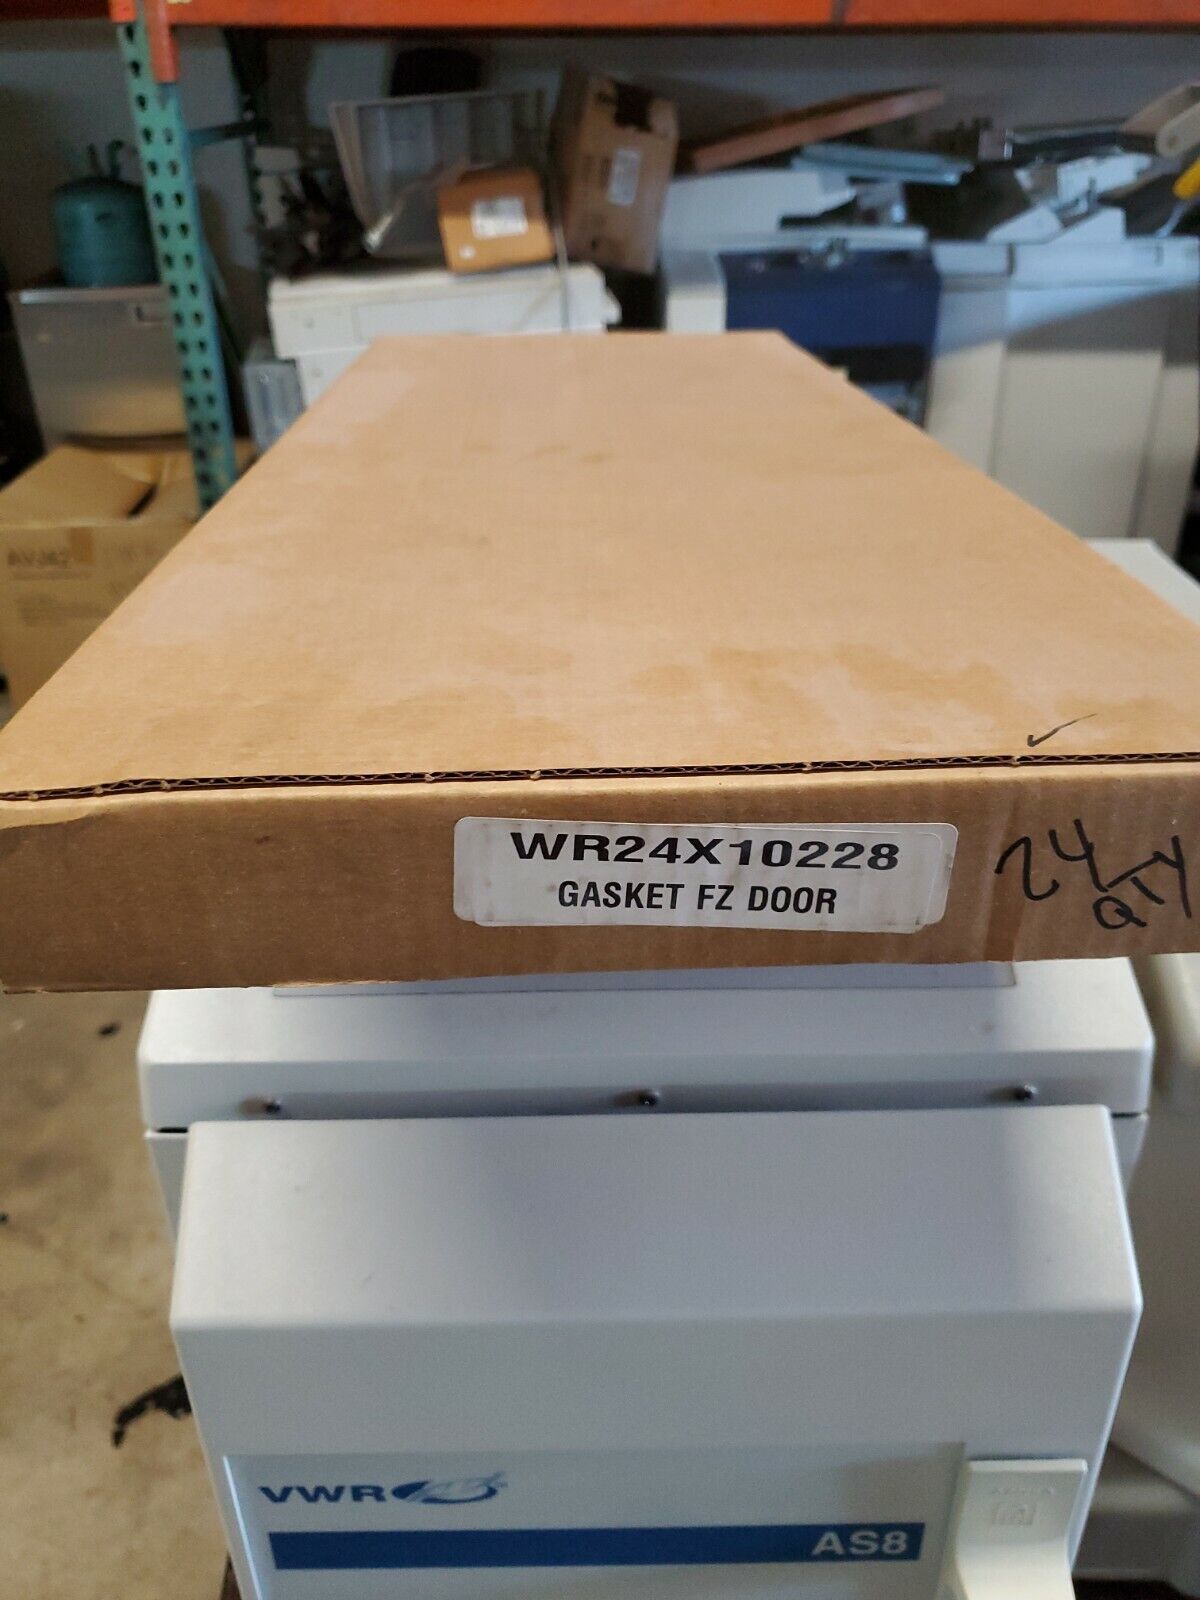 WR24X10228
GASKET FZ DOOR
24
QTY
VWR
AS8